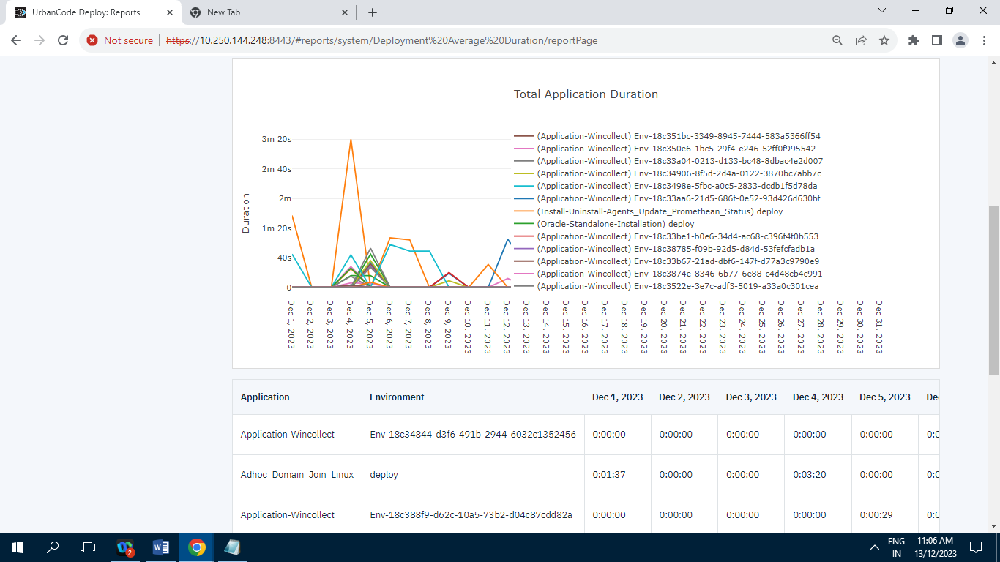 UrbanCode Deploy: Reports
New Tab
Not secure
https://10.250.144.248:8443/#reports/system/Deployment%20Average%20Duration/reportPage
Total Application Duration
Duration
3m 20s
2m 40s
2m
1m 20s
40s
0
(Application-Wincollect) Env-18c351bc-3349-8945-7444-583a5366ff54
(Application-Wincollect) Env-18c350e6-1bc5-29f4-e246-52ff0f995542
(Application-Wincollect) Env-18c33a04-0213-d133-bc48-8dbac4e2d007
(Application-Wincollect) Env-18c34906-8f5d-2d4a-0122-3870bc7abb7c
(Application-Wincollect) Env-18c3498e-5fbc-a0c5-2833-dcdb1f5d78da
(Application-Wincollect) Env-18c33aa6-21d5-686f-0e52-93d426d630bf
(Install-Uninstall-Agents_Update_Promethean_Status) deploy
(Oracle-Standalone-Installation) deploy
(Application-Wincollect) Env-18c33be1-b0e6-34d4-ac68-c396f4f0b553
(Application-Wincollect) Env-18c38785-f09b-92d5-d84d-53fefcfadb1a
(Application-Wincollect) Env-18c33b67-21ad-dbf6-147f-d77a3c9790e9
(Application-Wincollect) Env-18c3874e-8346-6b77-6e88-c4d48cb4c991
(Application-Wincollect) Env-18c3522e-3e7c-adf3-5019-a33a0c301cea
Dec 1, 2023
Dec 2, 2023
Dec 3, 2023
Dec 4, 2023
Dec 5, 2023
Dec 6, 2023
Dec 7, 2023
Dec 8, 2023
Dec 9, 2023
Dec 10, 2023
Dec 11, 2023
Dec 12, 2023
Dec 13, 2023
Dec 14, 2023
Dec 15, 2023
Dec 16, 2023
Dec 17, 2023
Dec 18, 2023
Dec 19, 2023
Dec 20, 2023
Dec 21, 2023
Dec 22, 2023
Dec 23, 2023
Dec 24, 2023
Dec 25, 2023
Dec 26, 2023
Dec 27, 2023
Dec 28, 2023
Dec 29, 2023
Dec 30, 2023
Dec 31, 2023
Application Environment Dec 1, 2023 Dec 2, 2023 Dec 3, 2023 Dec 4, 2023 Dec 5, 2023
Application-Wincollect Env-18c34844-d3f6-491b-2944-6032c1352456 0:00:00 0:00:00 0:00:00 0:00:00 0:00:00
Adhoc_Domain_Join_Linux deploy 0:01:37 0:00:00 0:00:00 0:03:20 0:00:00
Application-Wincollect Env-18c388f9-d62c-10a5-73b2-d04c87cdd82a 0:00:00 0:00:00 0:00:00 0:00:00 0:00:29
2
ENG
IN
11:06 AM
13/12/2023